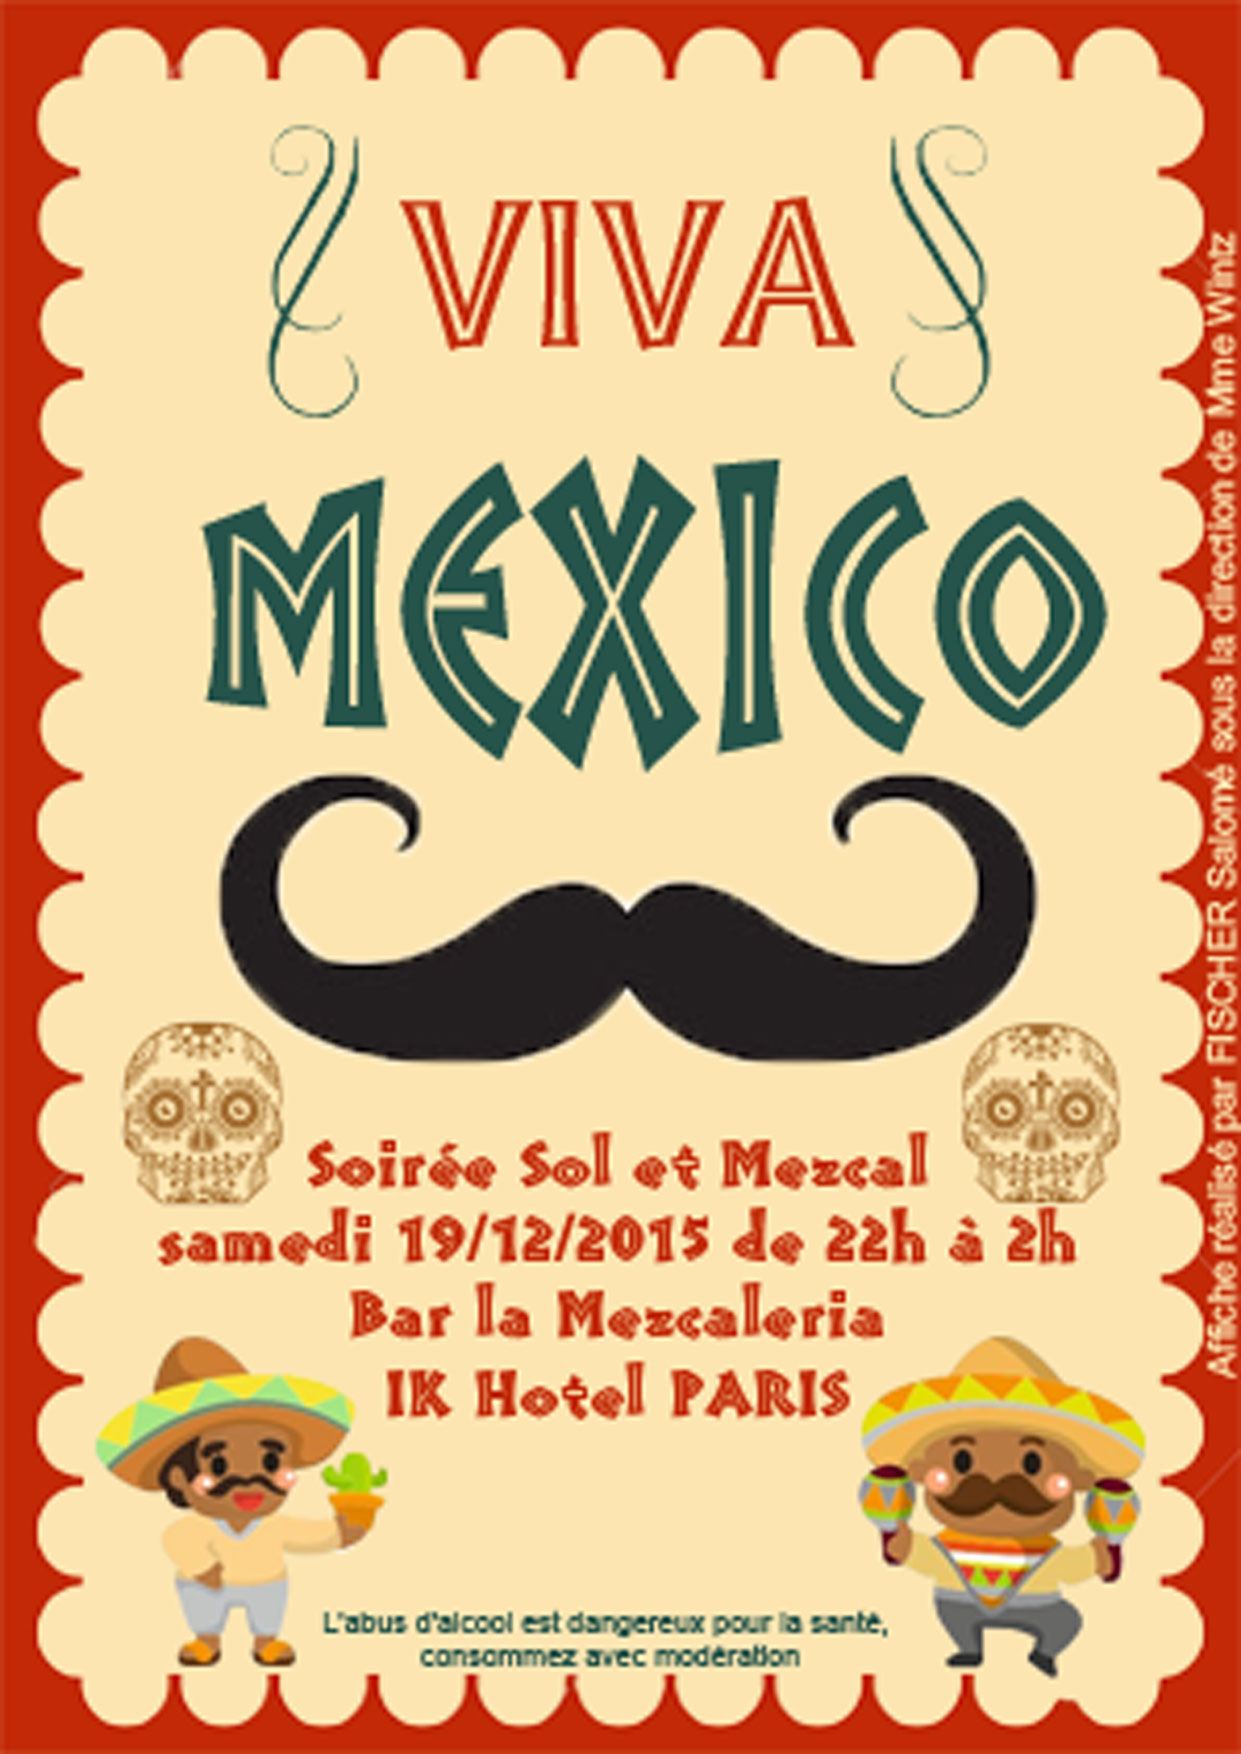 VIVA
MEXICO
Soirée Sol et Mezcal
samedi 19/12/2015 de 22h à 2h
Bar la Mezcaleria
1K Hotel PARIS
L'abus d'alcool est dangereux pour la santé,
consommez avec modération
Affiche réalisé par FISCHER Salomé sous la direction de Mme Wintz